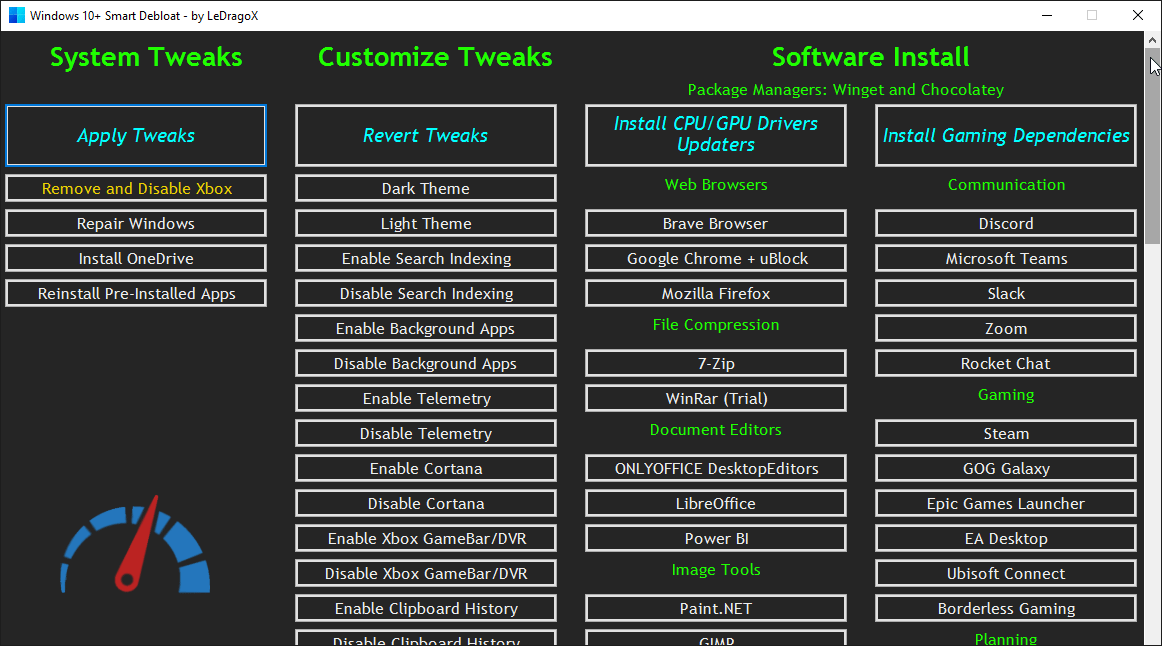 Windows 10+ Smart Debloat - by LeDragoX
System Tweaks
Apply Tweaks
Remove and Disable Xbox
Repair Windows
Install OneDrive
Reinstall Pre-Installed Apps
Customize Tweaks
Revert Tweaks
Dark Theme
Light Theme
Enable Search Indexing
Disable Search Indexing
Enable Background Apps
Disable Background Apps
Enable Telemetry
Disable Telemetry
Enable Cortana
Disable Cortana
Enable Xbox GameBar/DVR
Disable Xbox GameBar/DVR
Enable Clipboard History
Disable Clipboard History
Software Install
Package Managers: Winget and Chocolatey
Install CPU/GPU Drivers
Updaters
Web Browsers
Brave Browser
Google Chrome + uBlock
Mozilla Firefox
File Compression
7-Zip
WinRar (Trial)
Document Editors
ONLYOFFICE DesktopEditors
LibreOffice
Power BI
Image Tools
Paint.NET
GIMP
Install Gaming Dependencies
Communication
Discord
Microsoft Teams
Slack
Zoom
Rocket Chat
Gaming
Steam
GOG Galaxy
Epic Games Launcher
EA Desktop
Ubisoft Connect
Borderless Gaming
Planning